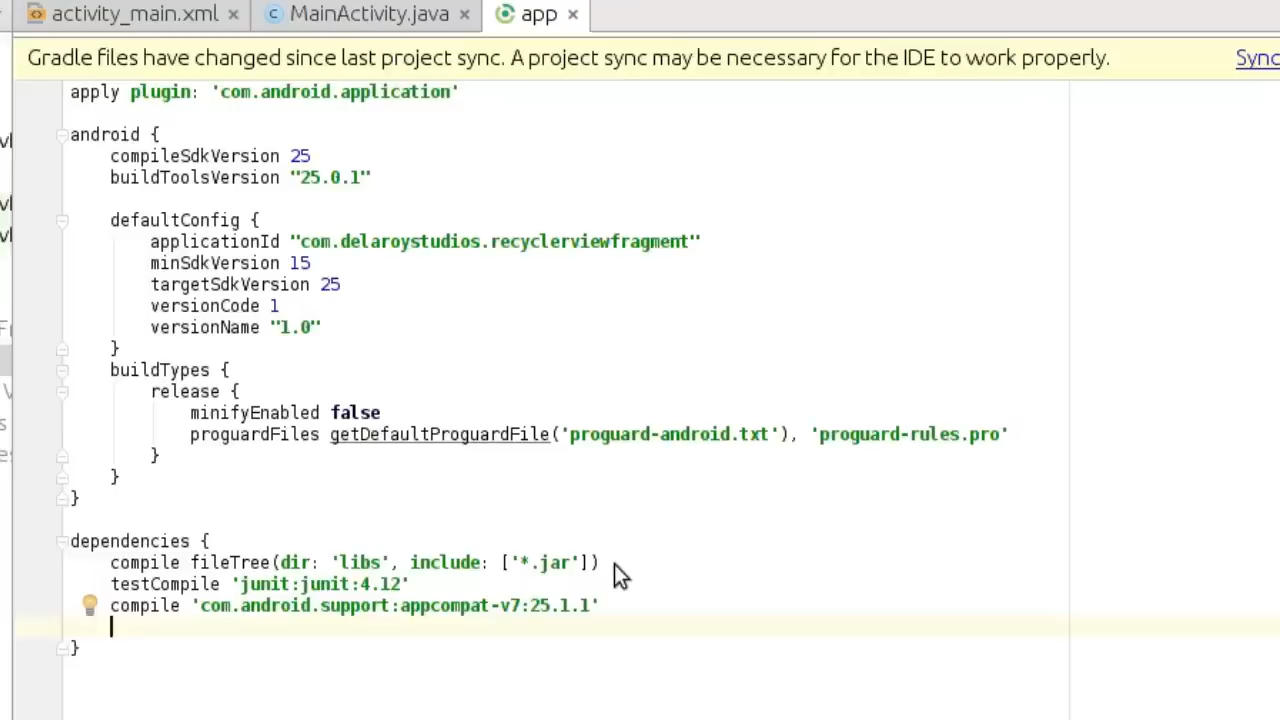 activity_main.xml MainActivity.java app
Gradle files have changed since last project sync. A project sync may be necessary for the IDE to work properly. Sync
apply plugin: 'com.android.application'
android {
compileSdkVersion 25
buildToolsVersion "25.0.1"
defaultConfig {
applicationId "com.delaroystudios.recyclerviewfragment"
minSdkVersion 15
targetSdkVersion 25
versionCode 1
versionName "1.0"
}
buildTypes {
release {
minifyEnabled false
proguardFiles getDefaultProguardFile('proguard-android.txt'), 'proguard-rules.pro'
}
}
}
dependencies {
compile fileTree(dir: 'libs', include: ['*.jar'])
testCompile 'junit:junit:4.12'
compile 'com.android.support:appcompat-v7:25.1.1'
}